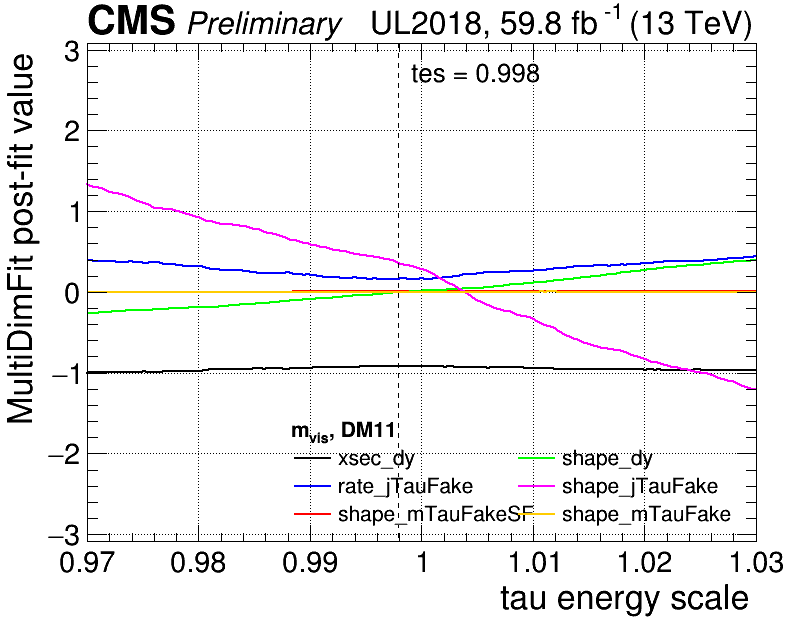 CMS Preliminary UL2018, 59.8 fb⁻¹ (13 TeV)
MultiDimFit post-fit value
3
2
1
0
−1
−2
−3
tes = 0.998
m_vis, DM11
xsec_dy shape_dy
rate_jTauFake shape_jTauFake
shape_mTauFakeSF shape_mTauFake
0.97 0.98 0.99 1 1.01 1.02 1.03
tau energy scale